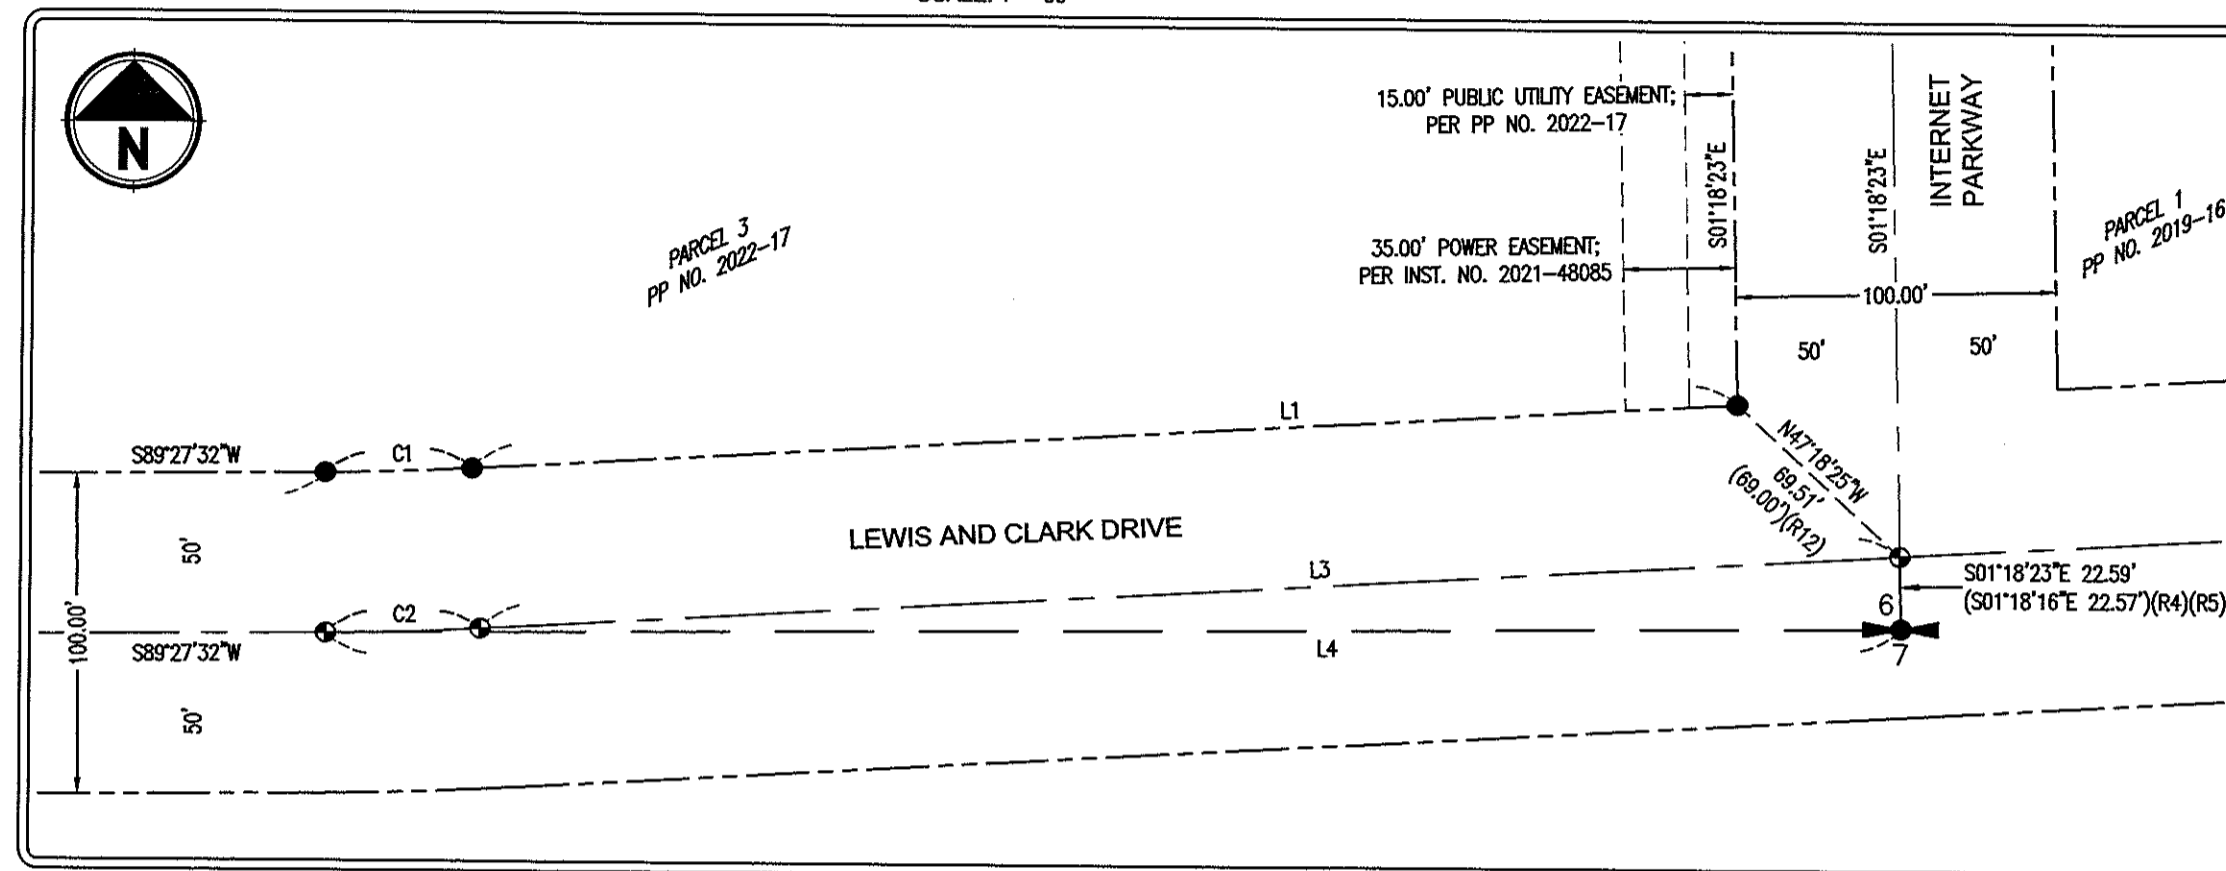 N
15.00' PUBLIC UTILITY EASEMENT;
PER PP NO. 2022-17
S01°18'23"E
S01°18'23"E
INTERNET
PARKWAY
PARCEL 1
PP NO. 2019-16
PARCEL 3
PP NO. 2022-17
35.00' POWER EASEMENT;
PER INST. NO. 2021-48085
100.00'
50'
50'
L1
S89°27'32"W
C1
N47°18'25"W
69.51'
(69.00')(R12)
LEWIS AND CLARK DRIVE
50'
L3
S01°18'23"E 22.59'
(S01°18'16"E 22.57')(R4)(R5)
6
C2
100.00'
S89°27'32"W
L4
7
50'